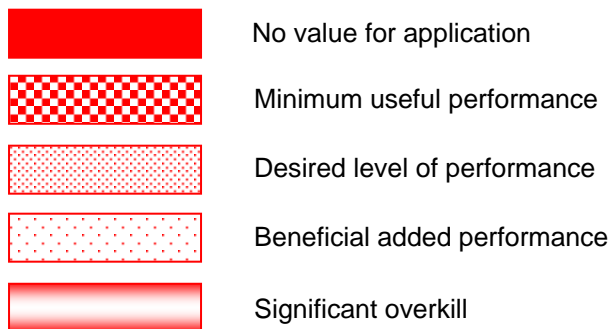 No value for application
Minimum useful performance
Desired level of performance
Beneficial added performance
Significant overkill